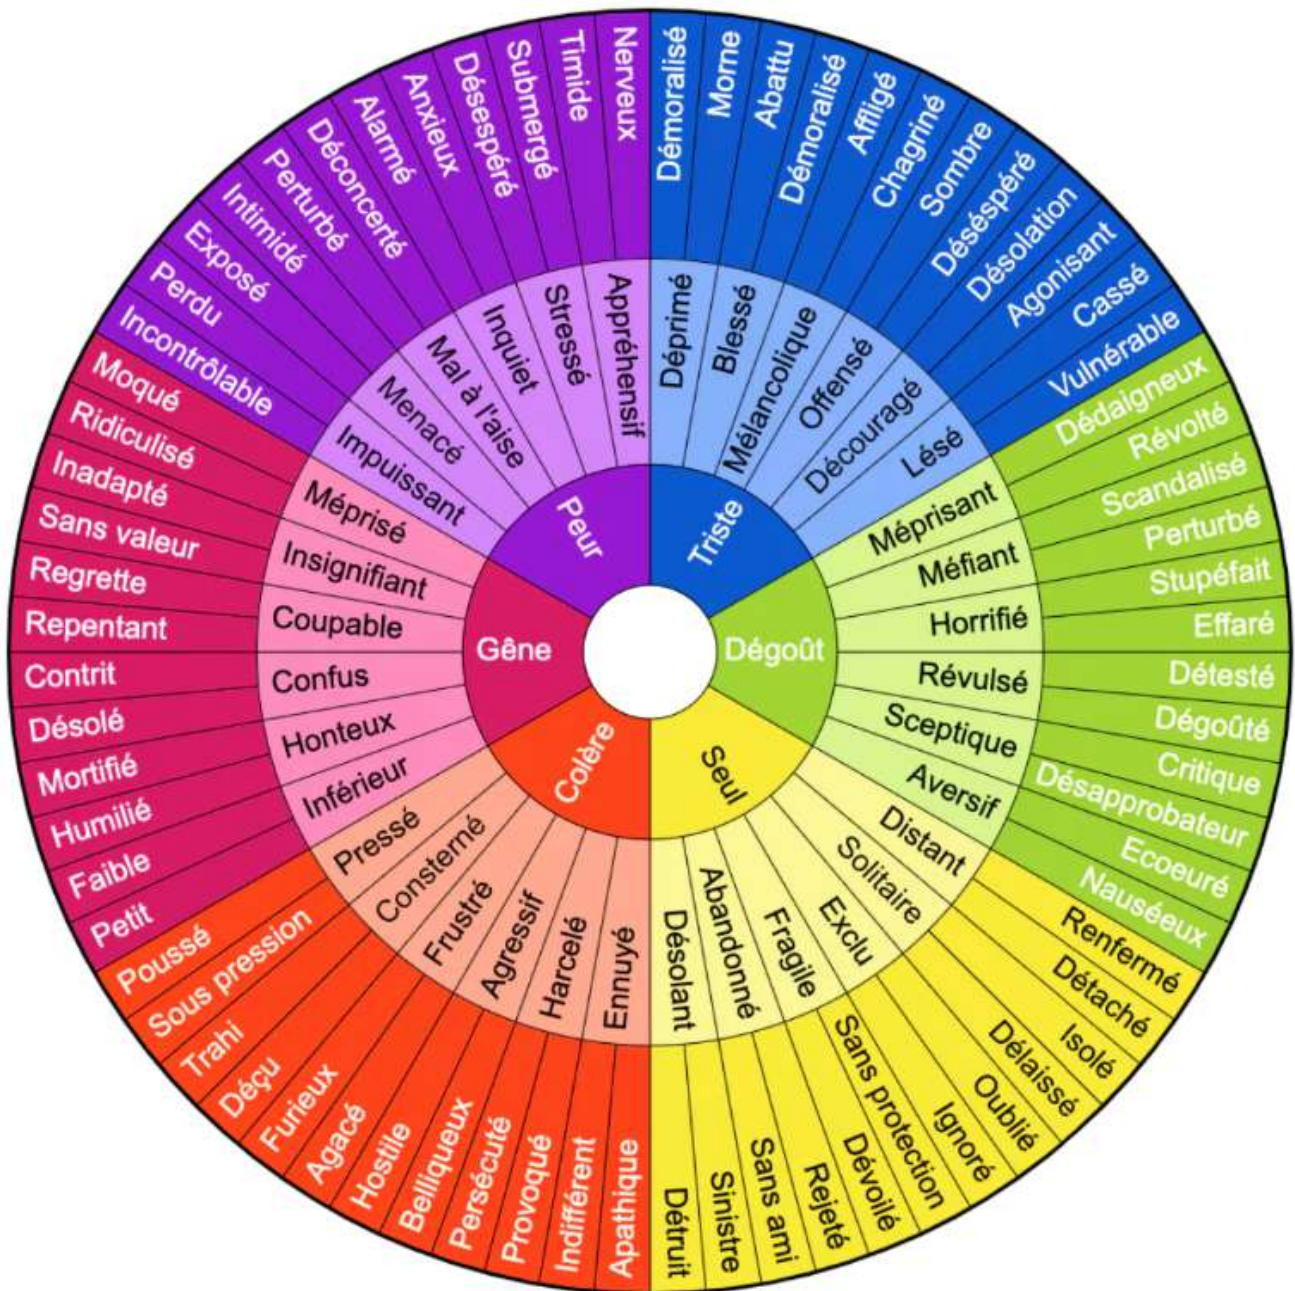 Démoralisé
Morne
Abattu
Démoralisé
Affligé
Chagriné
Sombre
Déséspéré
Désolation
Agonisant
Cassé
Vulnérable
Dédaigneux
Révolté
Scandalisé
Perturbé
Stupéfait
Effaré
Détesté
Dégoûté
Critique
Désapprobateur
Ecoeuré
Nauséeux
Renfermé
Détaché
Isolé
Délaissé
Oublié
Ignoré
Sans protection
Dévoilé
Rejeté
Sans ami
Sinistre
Détruit
Apathique
Indifférent
Provoqué
Persécuté
Belliqueux
Hostile
Agacé
Furieux
Déçu
Trahi
Sous pression
Poussé
Petit
Faible
Humilié
Mortifié
Désolé
Contrit
Repentant
Regrette
Sans valeur
Inadapté
Ridiculisé
Moqué
Incontrôlable
Perdu
Exposé
Intimidé
Perturbé
Déconcerté
Alarmé
Anxieux
Désespéré
Submergé
Timide
Nerveux
Déprimé
Blessé
Mélancolique
Offensé
Découragé
Lésé
Méprisant
Méfiant
Horrifié
Révulsé
Sceptique
Aversif
Distant
Solitaire
Exclu
Fragile
Abandonné
Désolant
Ennuyé
Harcelé
Agressif
Frustré
Consterné
Pressé
Inférieur
Honteux
Confus
Coupable
Insignifiant
Méprisé
Impuissant
Menacé
Mal à l'aise
Inquiet
Stressé
Appréhensif
Triste
Dégoût
Seul
Colère
Gêne
Peur